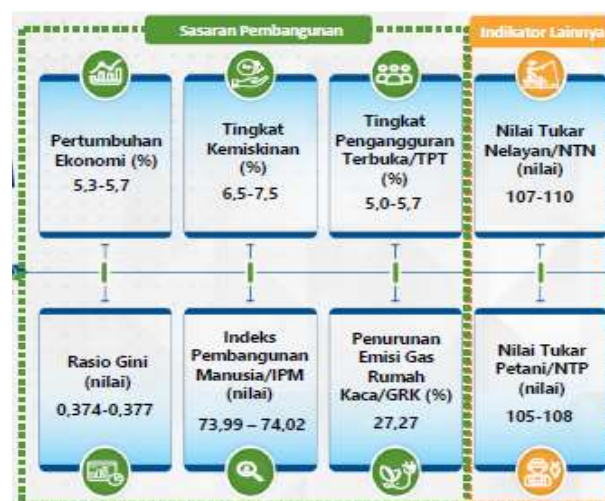 Sasaran Pembangunan
Indikator Lainnya
Pertumbuhan
Ekonomi (%)
5,3-5,7
Tingkat
Kemiskinan
(%)
6,5-7,5
Tingkat
Pengangguran
Terbuka/TPT
(%)
5,0-5,7
Nilai Tukar
Nelayan/NTN
(nilai)
107-110
Rasio Gini
(nilai)
0,374-0,377
Indeks
Pembangunan
Manusia/IPM
(nilai)
73,99 – 74,02
Penurunan
Emisi Gas
Rumah
Kaca/GRK (%)
27,27
Nilai Tukar
Petani/NTP
(nilai)
105-108